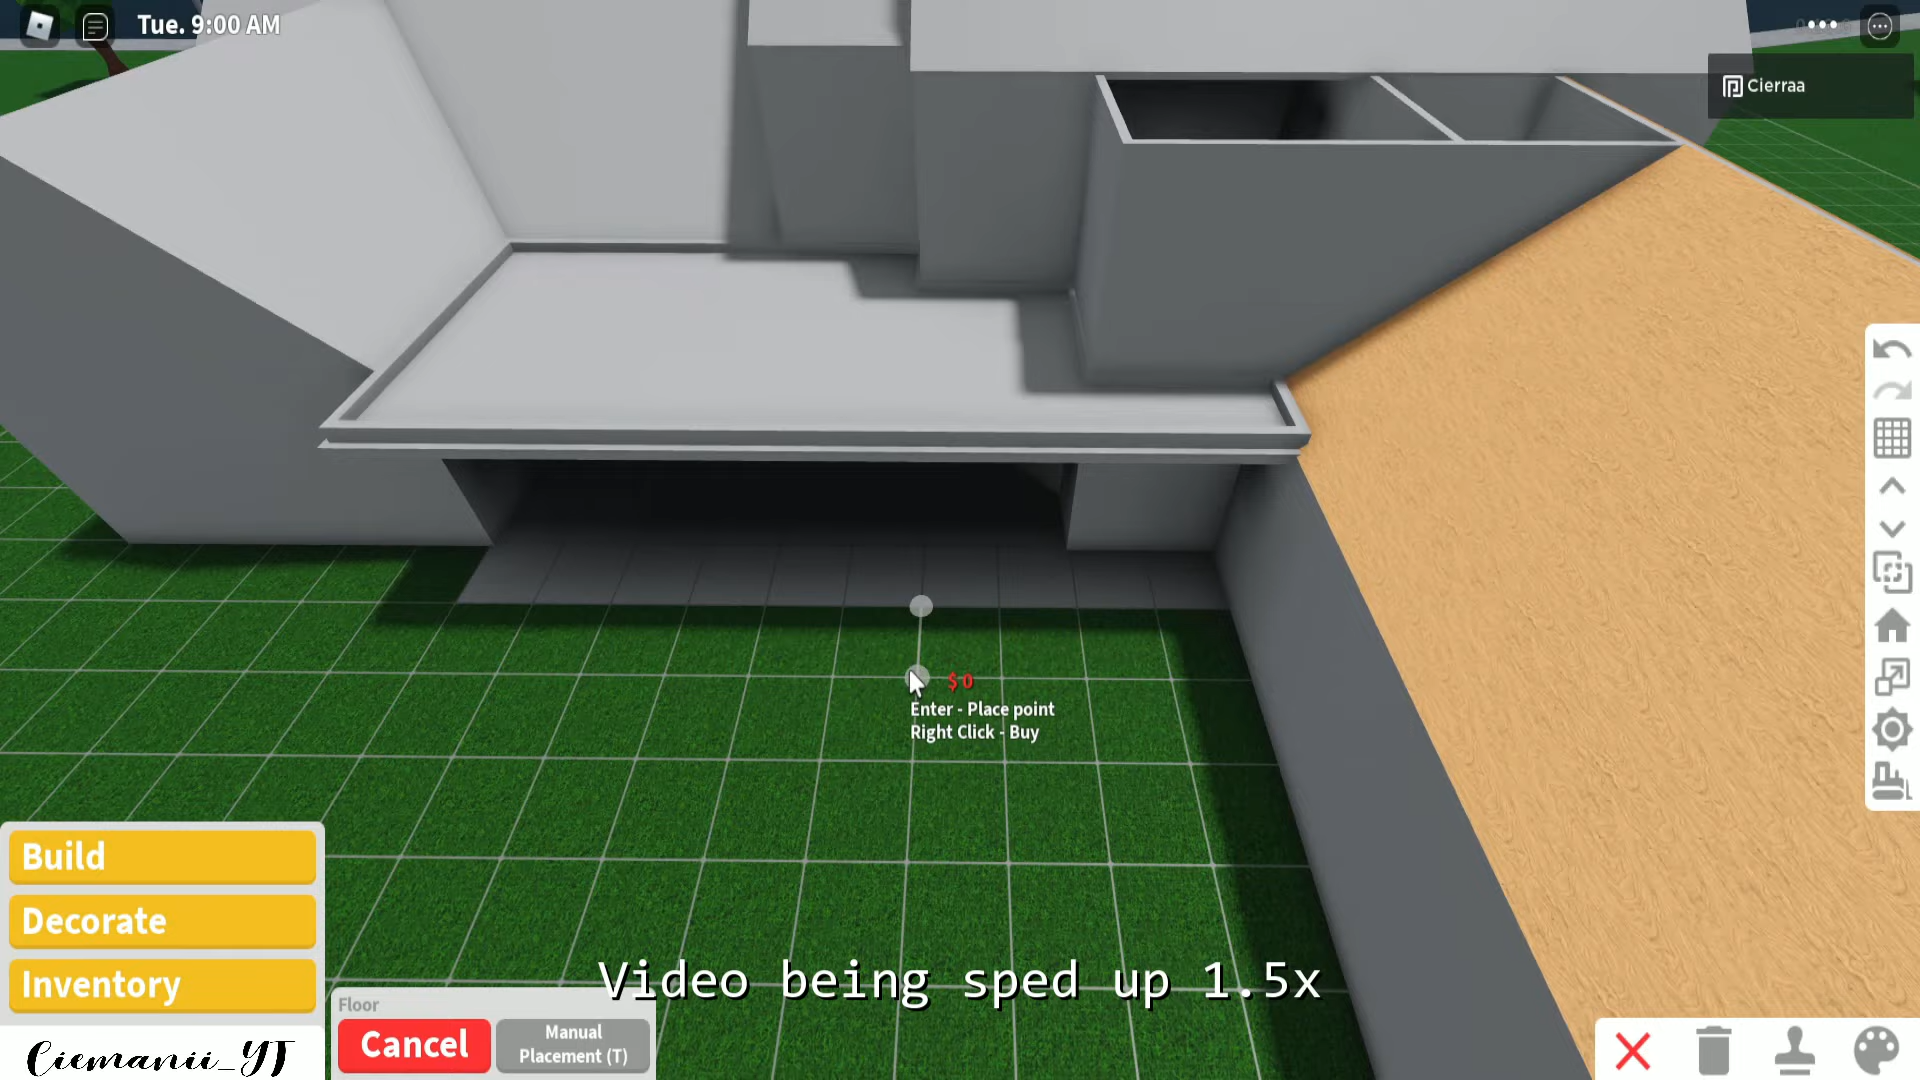 Tue. 9:00 AM
Cierraa
$0
Enter - Place point
Right Click - Buy
Build
Decorate
Inventory
Video being sped up 1.5x
Floor
Cancel
Manual
Placement (T)
Ciemanii_YT